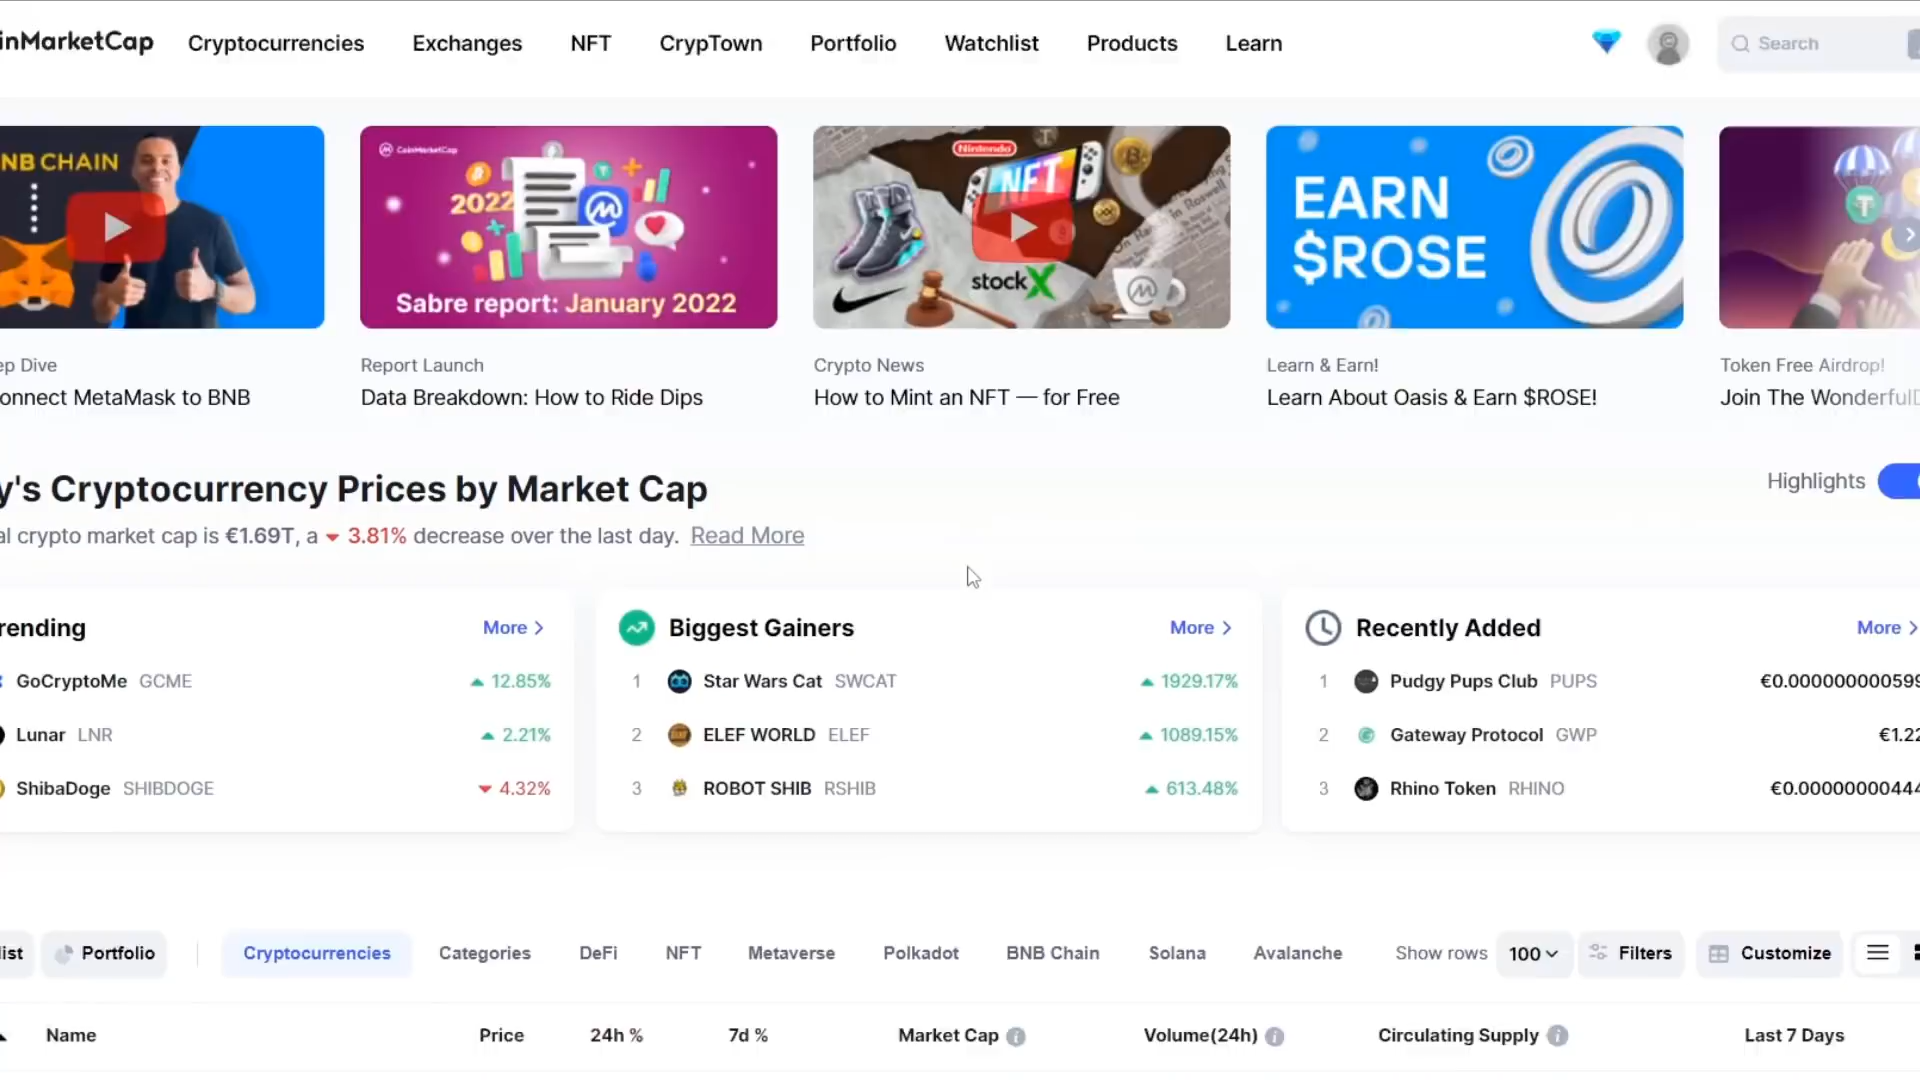 inMarketCap Cryptocurrencies Exchanges NFT CrypTown Portfolio Watchlist Products Learn Search
NB CHAIN
CoinMarketCap
2022
Sabre report: January 2022
Nintendo
NFT
stockX
EARN
$ROSE
ep Dive
onnect MetaMask to BNB
Report Launch
Data Breakdown: How to Ride Dips
Crypto News
How to Mint an NFT — for Free
Learn & Earn!
Learn About Oasis & Earn $ROSE!
Token Free Airdrop!
Join The Wonderful
y's Cryptocurrency Prices by Market Cap
Highlights
al crypto market cap is €1.69T, a 3.81% decrease over the last day. Read More
rending More
GoCryptoMe GCME 12.85%
Lunar LNR 2.21%
ShibaDoge SHIBDOGE 4.32%
Biggest Gainers More
1 Star Wars Cat SWCAT 1929.17%
2 ELEF WORLD ELEF 1089.15%
3 ROBOT SHIB RSHIB 613.48%
Recently Added More
1 Pudgy Pups Club PUPS €0.000000000599
2 Gateway Protocol GWP €1.22
3 Rhino Token RHINO €0.00000000444
list Portfolio Cryptocurrencies Categories DeFi NFT Metaverse Polkadot BNB Chain Solana Avalanche Show rows 100 Filters Customize
Name Price 24h % 7d % Market Cap Volume(24h) Circulating Supply Last 7 Days